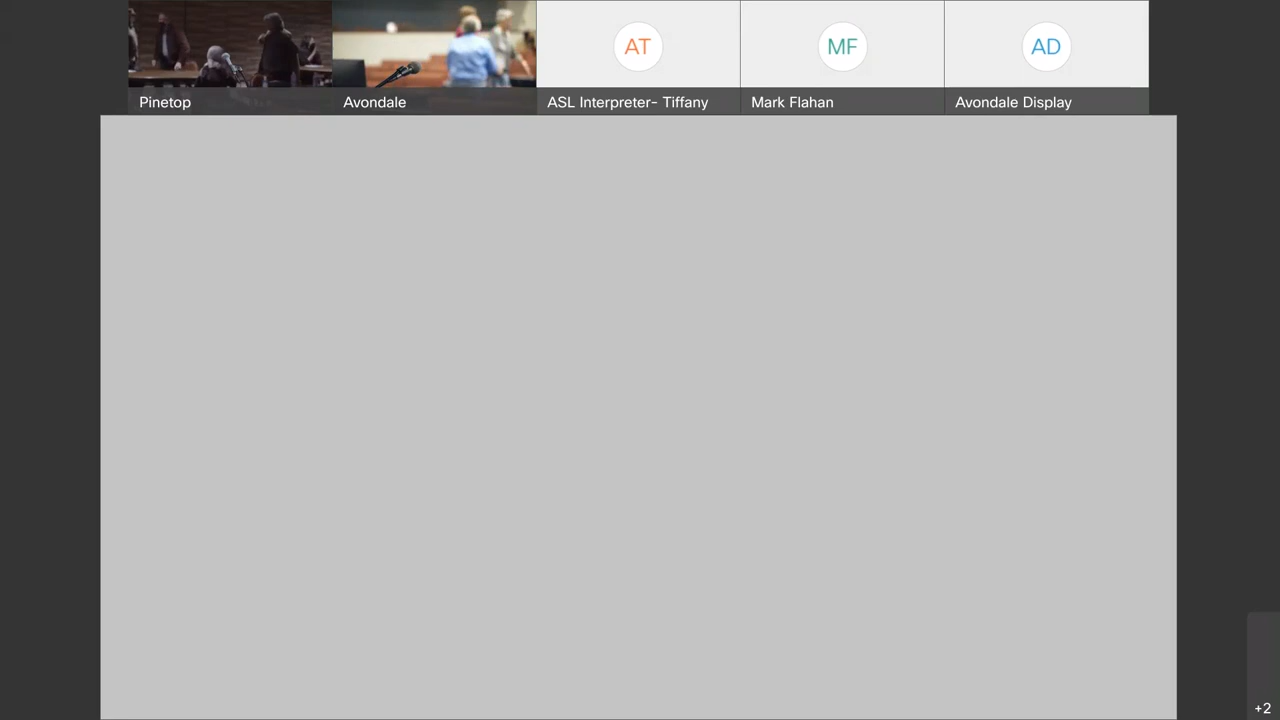 AT
MF
AD
Pinetop
Avondale
ASL Interpreter- Tiffany
Mark Flahan
Avondale Display
+2